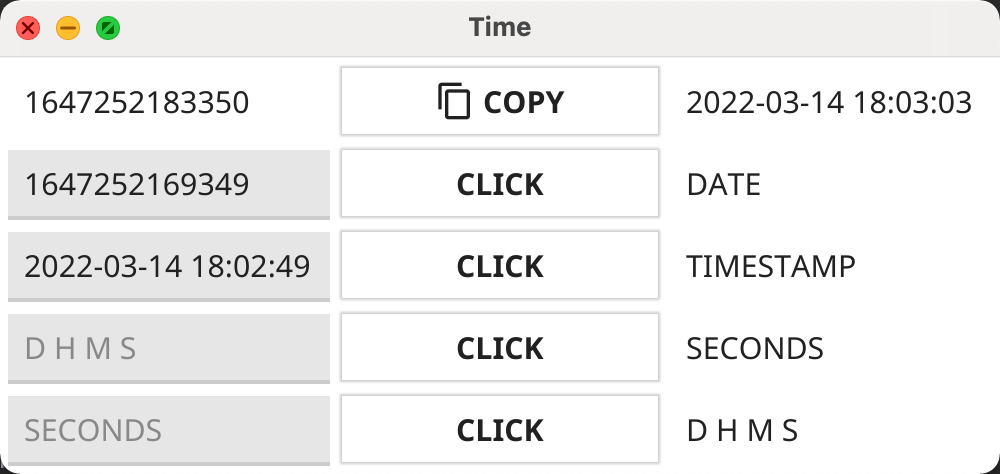 Time
1647252183350 COPY 2022-03-14 18:03:03
1647252169349 CLICK DATE
2022-03-14 18:02:49 CLICK TIMESTAMP
D H M S CLICK SECONDS
SECONDS CLICK D H M S